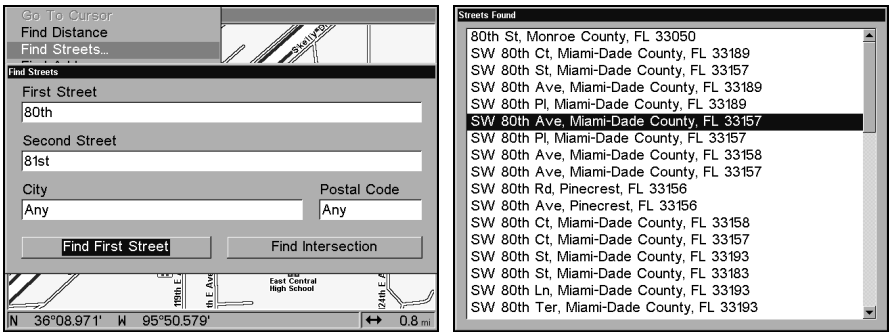 Go To Cursor
Find Distance
Find Streets...
Skelly Dr
Find Streets
First Street
80th
Second Street
81st
City
Postal Code
Any
Any
Find First Street
Find Intersection
119th E A
th E Ave
East Central
High School
124th E A
N 36°08.971' W 95°50.579'
0.8 mi
Streets Found
80th St, Monroe County, FL 33050
SW 80th Ct, Miami-Dade County, FL 33189
SW 80th St, Miami-Dade County, FL 33157
SW 80th Ave, Miami-Dade County, FL 33189
SW 80th Pl, Miami-Dade County, FL 33189
SW 80th Ave, Miami-Dade County, FL 33157
SW 80th Pl, Miami-Dade County, FL 33157
SW 80th Ave, Miami-Dade County, FL 33158
SW 80th Ave, Miami-Dade County, FL 33157
SW 80th Rd, Pinecrest, FL 33156
SW 80th Ave, Pinecrest, FL 33156
SW 80th Ct, Miami-Dade County, FL 33158
SW 80th Ct, Miami-Dade County, FL 33157
SW 80th St, Miami-Dade County, FL 33193
SW 80th St, Miami-Dade County, FL 33183
SW 80th Ln, Miami-Dade County, FL 33193
SW 80th Ter, Miami-Dade County, FL 33193